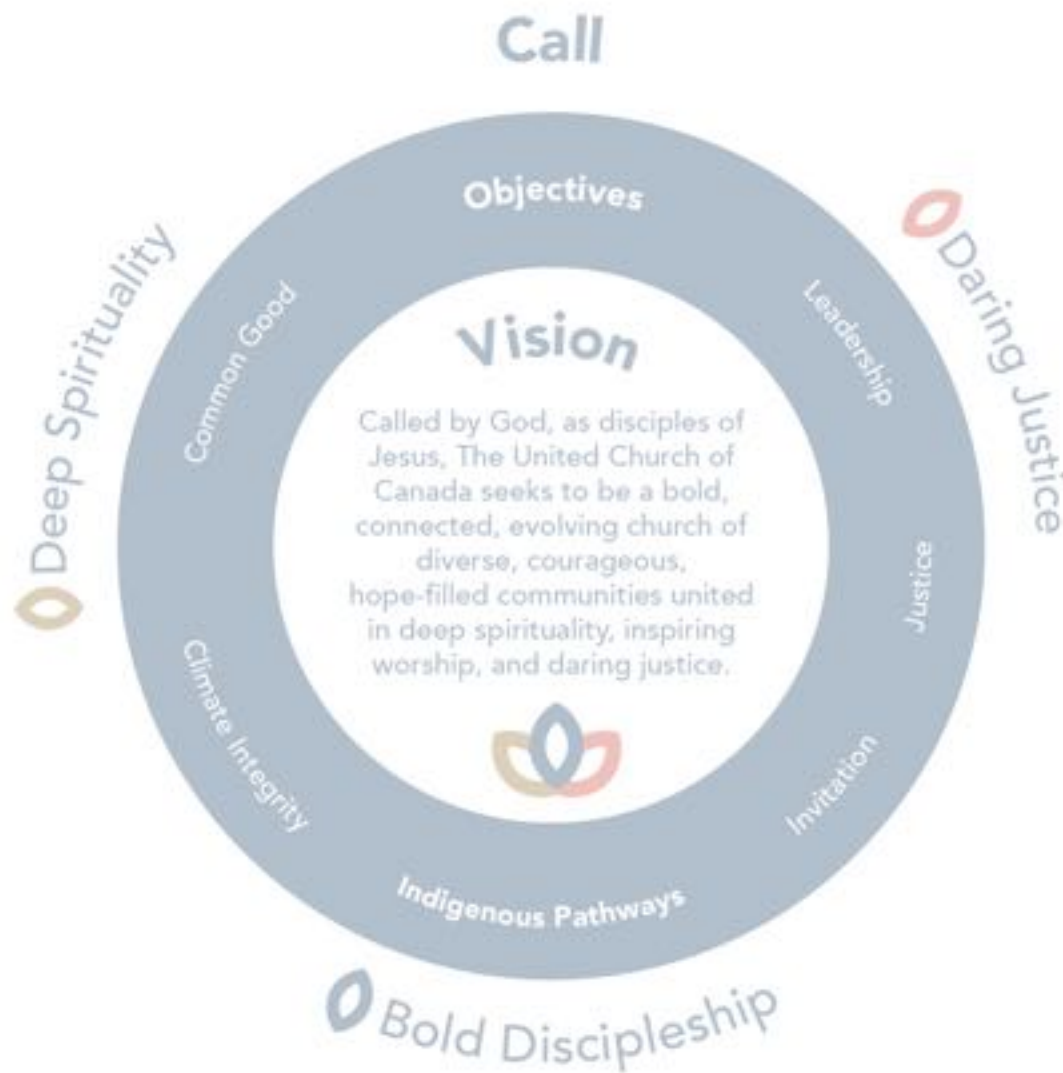 Call
Deep Spirituality
Daring Justice
Bold Discipleship
Objectives
Common Good
Leadership
Justice
Invitation
Indigenous Pathways
Climate Integrity
Vision
Called by God, as disciples of
Jesus, The United Church of
Canada seeks to be a bold,
connected, evolving church of
diverse, courageous,
hope-filled communities united
in deep spirituality, inspiring
worship, and daring justice.